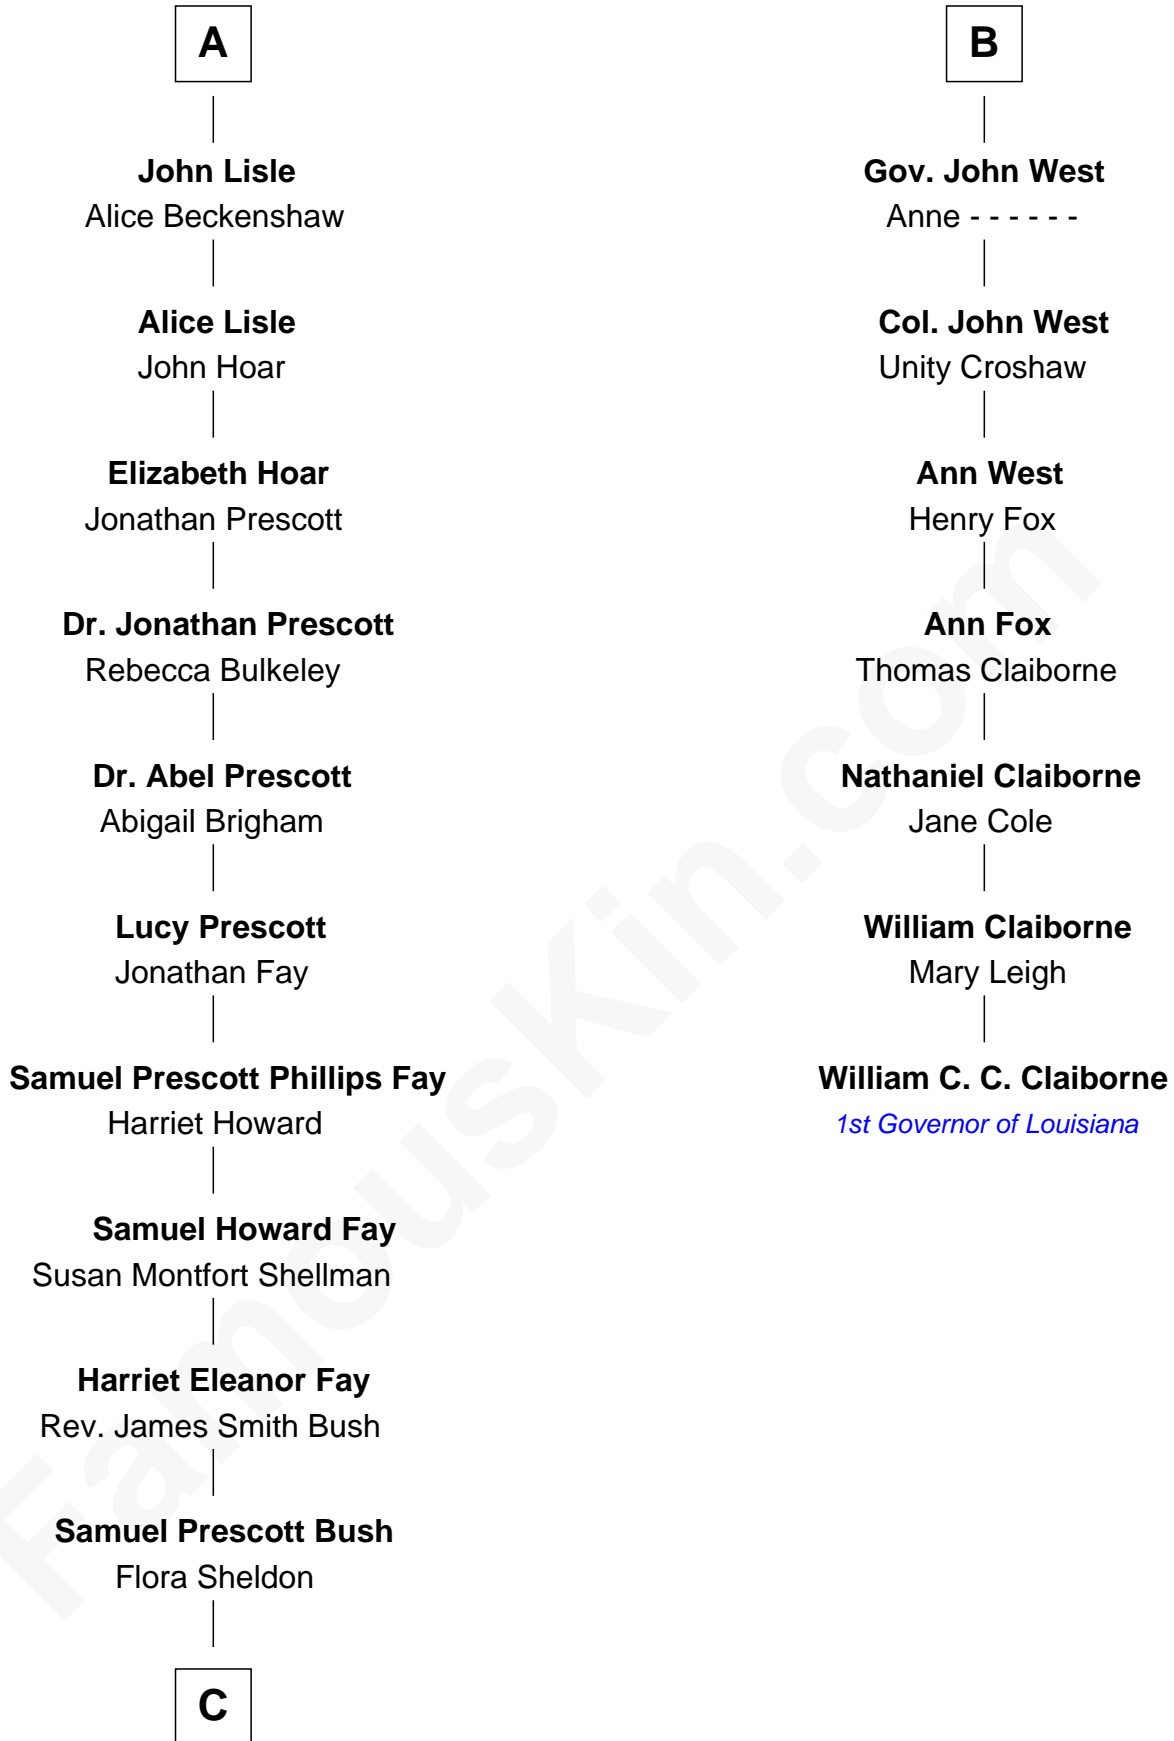 A
John Lisle
Alice Beckenshaw
Alice Lisle
John Hoar
Elizabeth Hoar
Jonathan Prescott
Dr. Jonathan Prescott
Rebecca Bulkeley
Dr. Abel Prescott
Abigail Brigham
Lucy Prescott
Jonathan Fay
Samuel Prescott Phillips Fay
Harriet Howard
Samuel Howard Fay
Susan Montfort Shellman
Harriet Eleanor Fay
Rev. James Smith Bush
Samuel Prescott Bush
Flora Sheldon
C
B
Gov. John West
Anne - - - - - -
Col. John West
Unity Croshaw
Ann West
Henry Fox
Ann Fox
Thomas Claiborne
Nathaniel Claiborne
Jane Cole
William Claiborne
Mary Leigh
William C. C. Claiborne
1st Governor of Louisiana
FamousKin.com